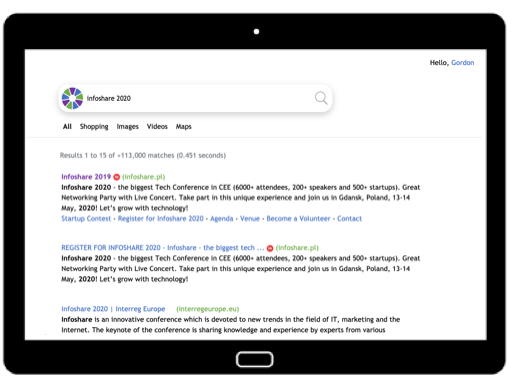 Hello, Gordon
infoshare 2020
All Shopping Images Videos Maps
Results 1 to 15 of ≈113,000 matches (0.451 seconds)
Infoshare 2019 (infoshare.pl)
Infoshare 2020 - the biggest Tech Conference in CEE (6000+ attendees, 200+ speakers and 500+ startups). Great
Networking Party with Live Concert. Take part in this unique experience and join us in Gdansk, Poland, 13-14
May, 2020! Let's grow with technology!
Startup Contest • Register for Infoshare 2020 • Agenda • Venue • Become a Volunteer • Contact
REGISTER FOR INFOSHARE 2020 - Infoshare - the biggest tech ... (infoshare.pl)
Infoshare 2020 - the biggest Tech Conference in CEE (6000+ attendees, 200+ speakers and 500+ startups). Great
Networking Party with Live Concert. Take part in this unique experience and join us in Gdansk, Poland, 13-14
May, 2020! Let's grow with technology!
Infoshare 2020 | Interreg Europe (interregeurope.eu)
Infoshare is an innovative conference which is devoted to new trends in the field of IT, marketing and the
Internet. The keynote of the conference is sharing knowledge and experience by experts from various